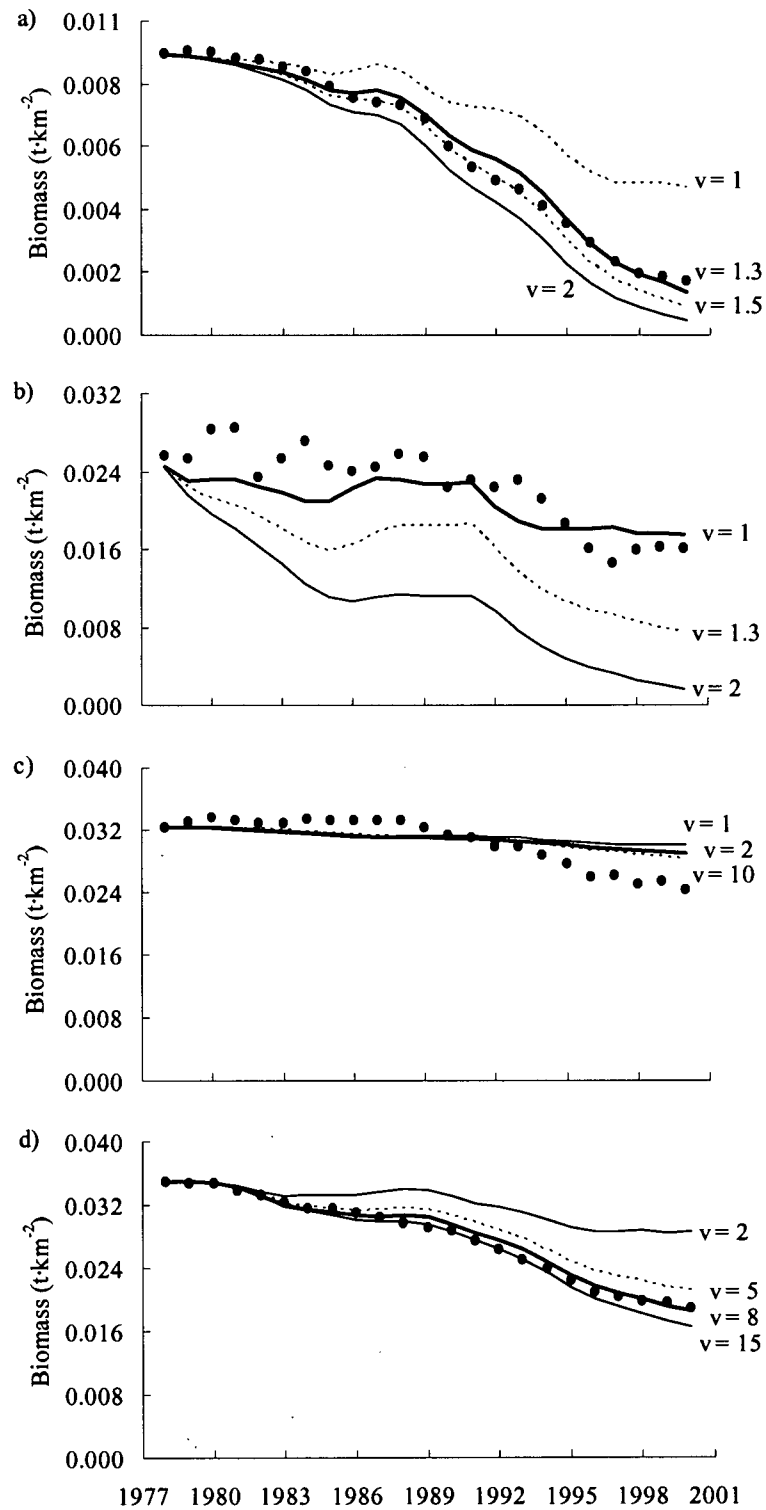 a)
Biomass (t·km-2)
0.011
0.009
0.006
0.004
0.002
0.000
v = 1
v = 1.3
v = 1.5
v = 2
b)
Biomass (t·km-2)
0.032
0.024
0.016
0.008
0.000
v = 1
v = 1.3
v = 2
c)
Biomass (t·km-2)
0.040
0.032
0.024
0.016
0.008
0.000
v = 1
v = 2
v = 10
d)
Biomass (t·km-2)
0.040
0.032
0.024
0.016
0.008
0.000
v = 2
v = 5
v = 8
v = 15
1977 1980 1983 1986 1989 1992 1995 1998 2001